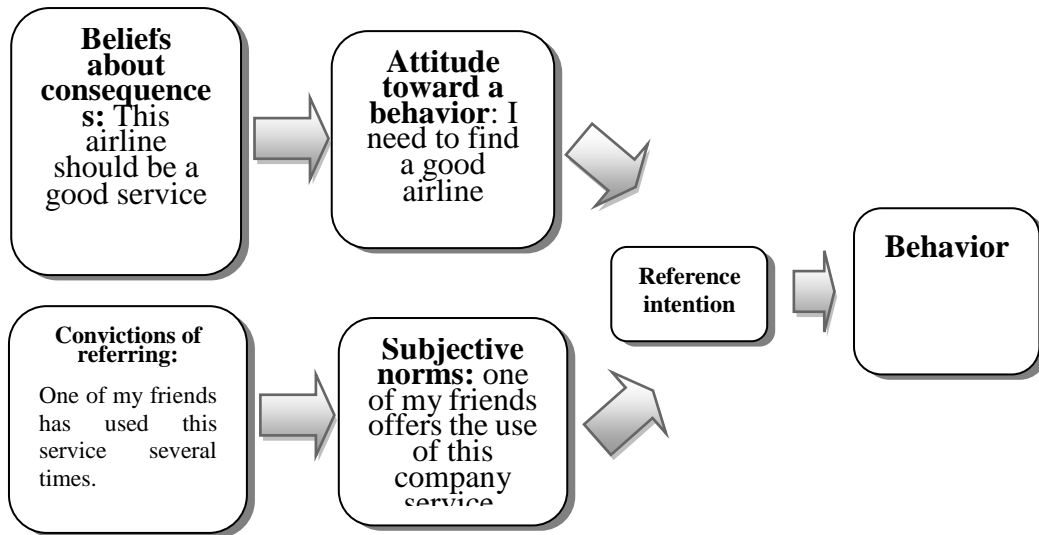 Beliefs
about
consequence
s: This
airline
should be a
good service
Attitude
toward a
behavior: I
need to find
a good
airline
Convictions of
referring:
One of my friends
has used this
service several
times.
Subjective
norms: one
of my friends
offers the use
of this
company
service
Reference
intention
Behavior